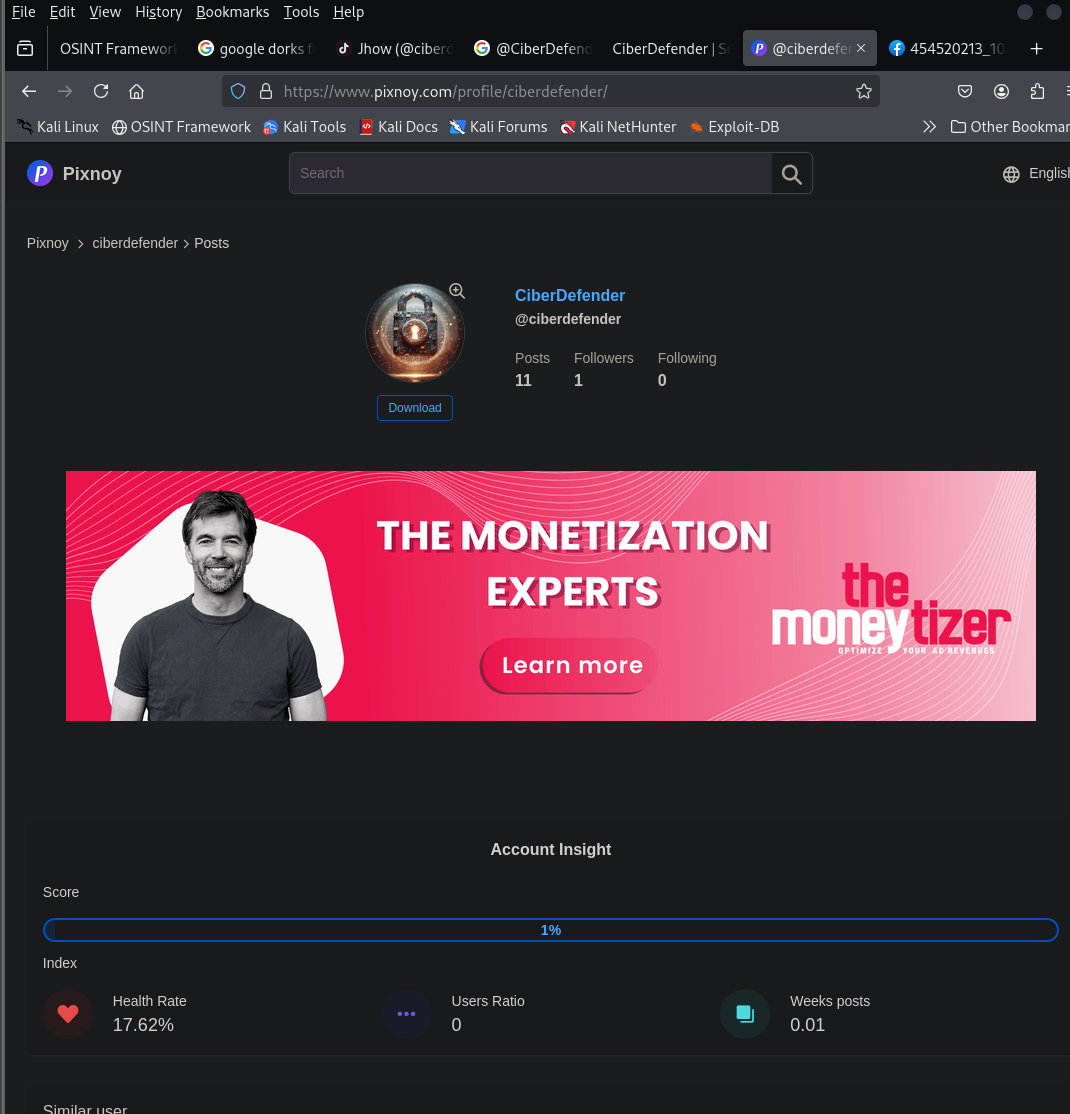 File Edit View History Bookmarks Tools Help
OSINT Framework google dorks f Jhow (@ciberd @CiberDefend CiberDefender | Se @ciberdefen 454520213_10
https://www.pixnoy.com/profile/ciberdefender/
Kali Linux OSINT Framework Kali Tools Kali Docs Kali Forums Kali NetHunter Exploit-DB Other Bookmar
P Pixnoy Search English
Pixnoy > ciberdefender > Posts
CiberDefender
@ciberdefender
Posts Followers Following
11 1 0
Download
THE MONETIZATION
EXPERTS
Learn more
the
moneytizer
OPTIMIZE YOUR AD REVENUES
Account Insight
Score
1%
Index
Health Rate Users Ratio Weeks posts
17.62% 0 0.01
Similar user